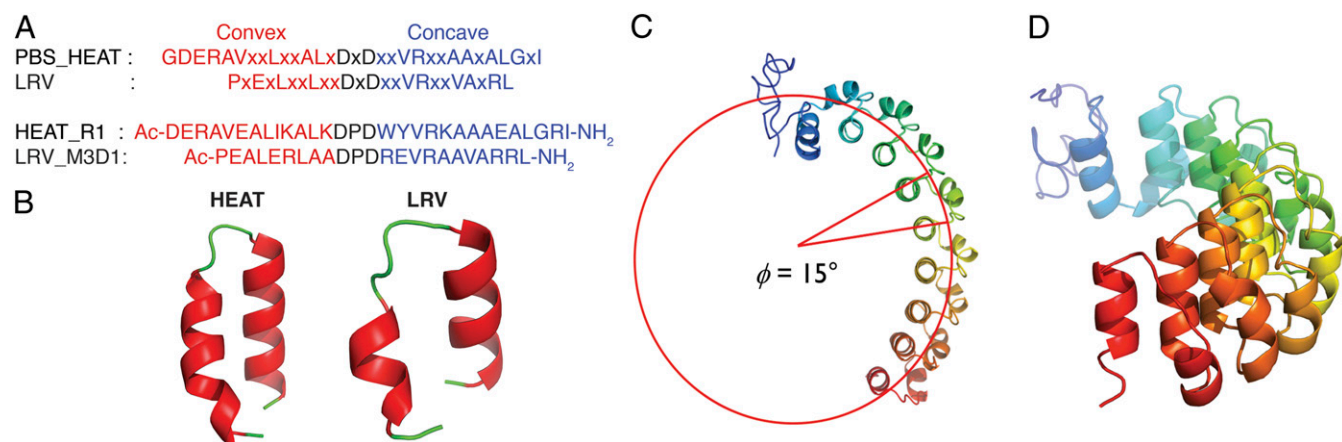 A
Convex Concave
PBS_HEAT : GDERAVxxLxxALxDxDxxVRxxAAxALGxI
LRV : PxExLxxLxxDxDxxVRxxVAxRL
HEAT_R1 : Ac-DERAVEALIKALKDPDWYVRKAAAEALGRI-NH₂
LRV_M3D1: Ac-PEALERLAADPDREVRAAVARRL-NH₂
B
HEAT LRV
C
ϕ = 15°
D